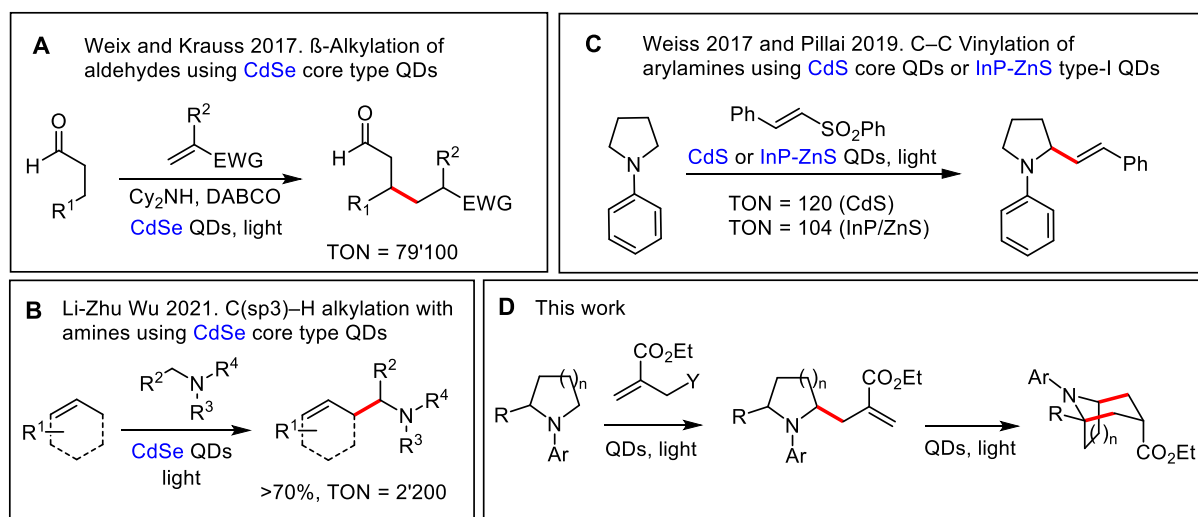 A Weix and Krauss 2017. ß-Alkylation of
aldehydes using CdSe core type QDs
O
H
R1
R2
EWG
Cy2NH, DABCO
CdSe QDs, light
O
H
R1
R2
EWG
TON = 79'100
C Weiss 2017 and Pillai 2019. C–C Vinylation of
arylamines using CdS core QDs or InP-ZnS type-I QDs
N
Ph
SO2Ph
CdS or InP-ZnS QDs, light
TON = 120 (CdS)
TON = 104 (InP/ZnS)
N
Ph
B Li-Zhu Wu 2021. C(sp3)–H alkylation with
amines using CdSe core type QDs
R1
R2
N
R4
R3
CdSe QDs
light
R1
R2
N
R4
R3
>70%, TON = 2'200
D This work
R
N
Ar
( )n
CO2Et
Y
QDs, light
R
N
Ar
( )n
CO2Et
QDs, light
Ar
N
R
( )n
CO2Et